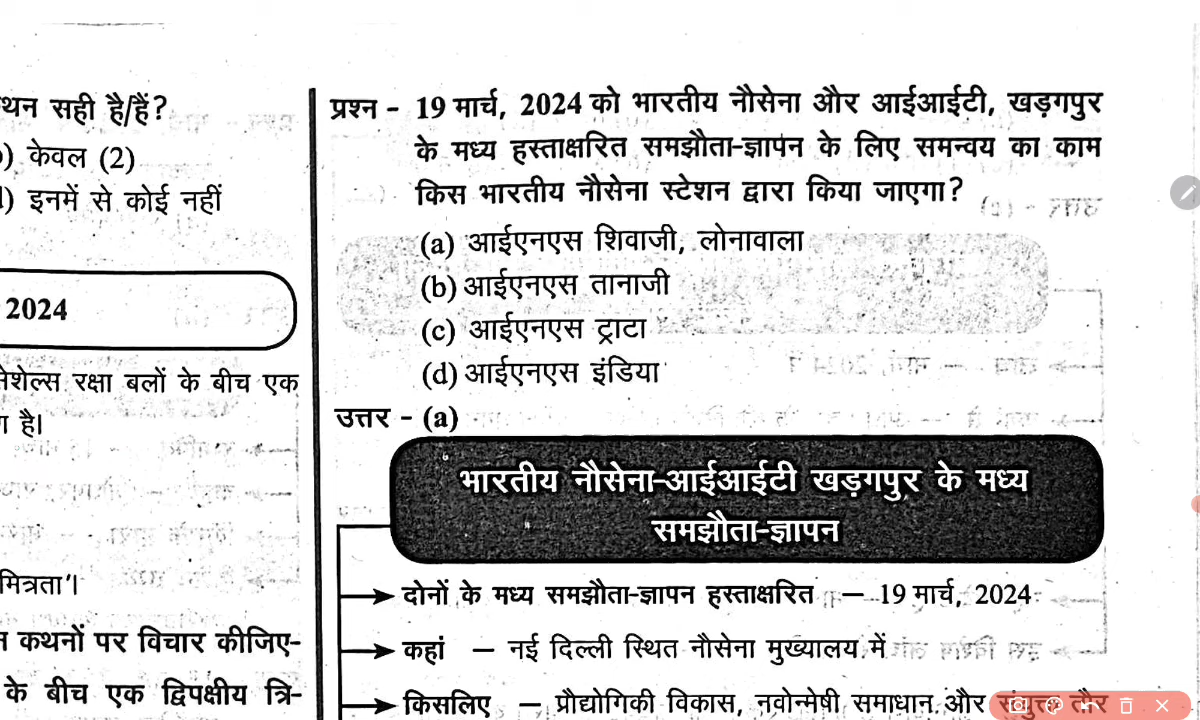 थन सही है/हैं?
) केवल (2)
) इनमें से कोई नहीं
2024
सेशेल्स रक्षा बलों के बीच एक
है।
मित्रता'।
कथनों पर विचार कीजिए-
के बीच एक द्विपक्षीय त्रि-
प्रश्न - 19 मार्च, 2024 को भारतीय नौसेना और आईआईटी, खड़गपुर
के मध्य हस्ताक्षरित समझौता-ज्ञापन के लिए समन्वय का काम
किस भारतीय नौसेना स्टेशन द्वारा किया जाएगा?
(a) आईएनएस शिवाजी, लोनावाला
(b) आईएनएस तानाजी
(c) आईएनएस ट्राटा
(d) आईएनएस इंडिया
उत्तर - (a)
भारतीय नौसेना-आईआईटी खड़गपुर के मध्य
समझौता-ज्ञापन
दोनों के मध्य समझौता-ज्ञापन हस्ताक्षरित — 19 मार्च, 2024
कहां — नई दिल्ली स्थित नौसेना मुख्यालय में
किसलिए — प्रौद्योगिकी विकास, नवोन्मेषी समाधान और संयुक्त तौर